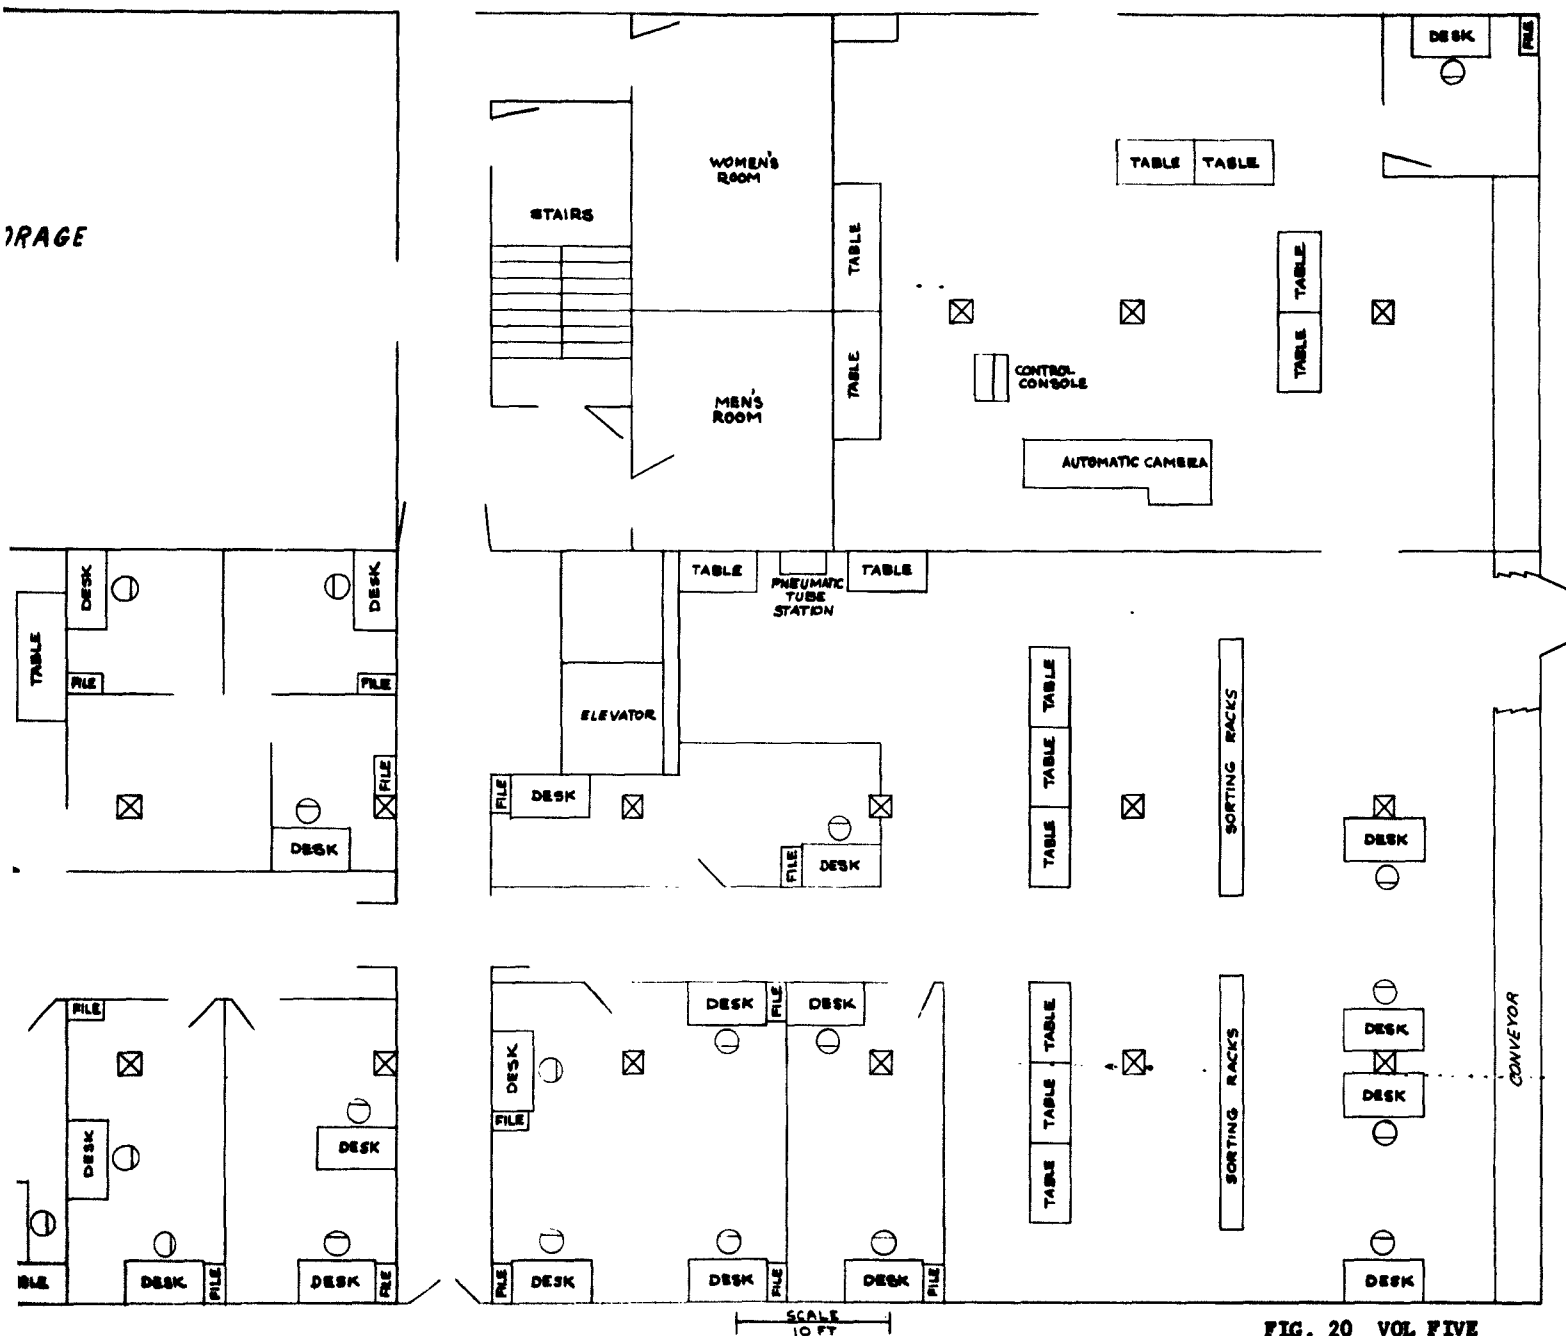 DESK
FILE
WOMEN'S
ROOM
TABLE TABLE
STAIRS
TABLE
TABLE
MEN'S
ROOM
TABLE
TABLE
CONTROL
CONSOLE
AUTOMATIC CAMERA
DESK
DESK
TABLE
FILE
FILE
FILE
DESK
TABLE
PNEUMATIC
TUBE
STATION
TABLE
ELEVATOR
FILE
DESK
FILE
DESK
TABLE
TABLE
TABLE
SORTING RACKS
DESK
FILE
DESK
DESK
FILE
DESK
DESK
FILE
DESK
FILE
DESK
FILE
DESK
FILE
DESK
DESK
FILE
DESK
FILE
DESK
FILE
TABLE
TABLE
TABLE
SORTING RACKS
DESK
DESK
DESK
CONVEYOR
SCALE
10 FT
FIG. 20 VOL FIVE